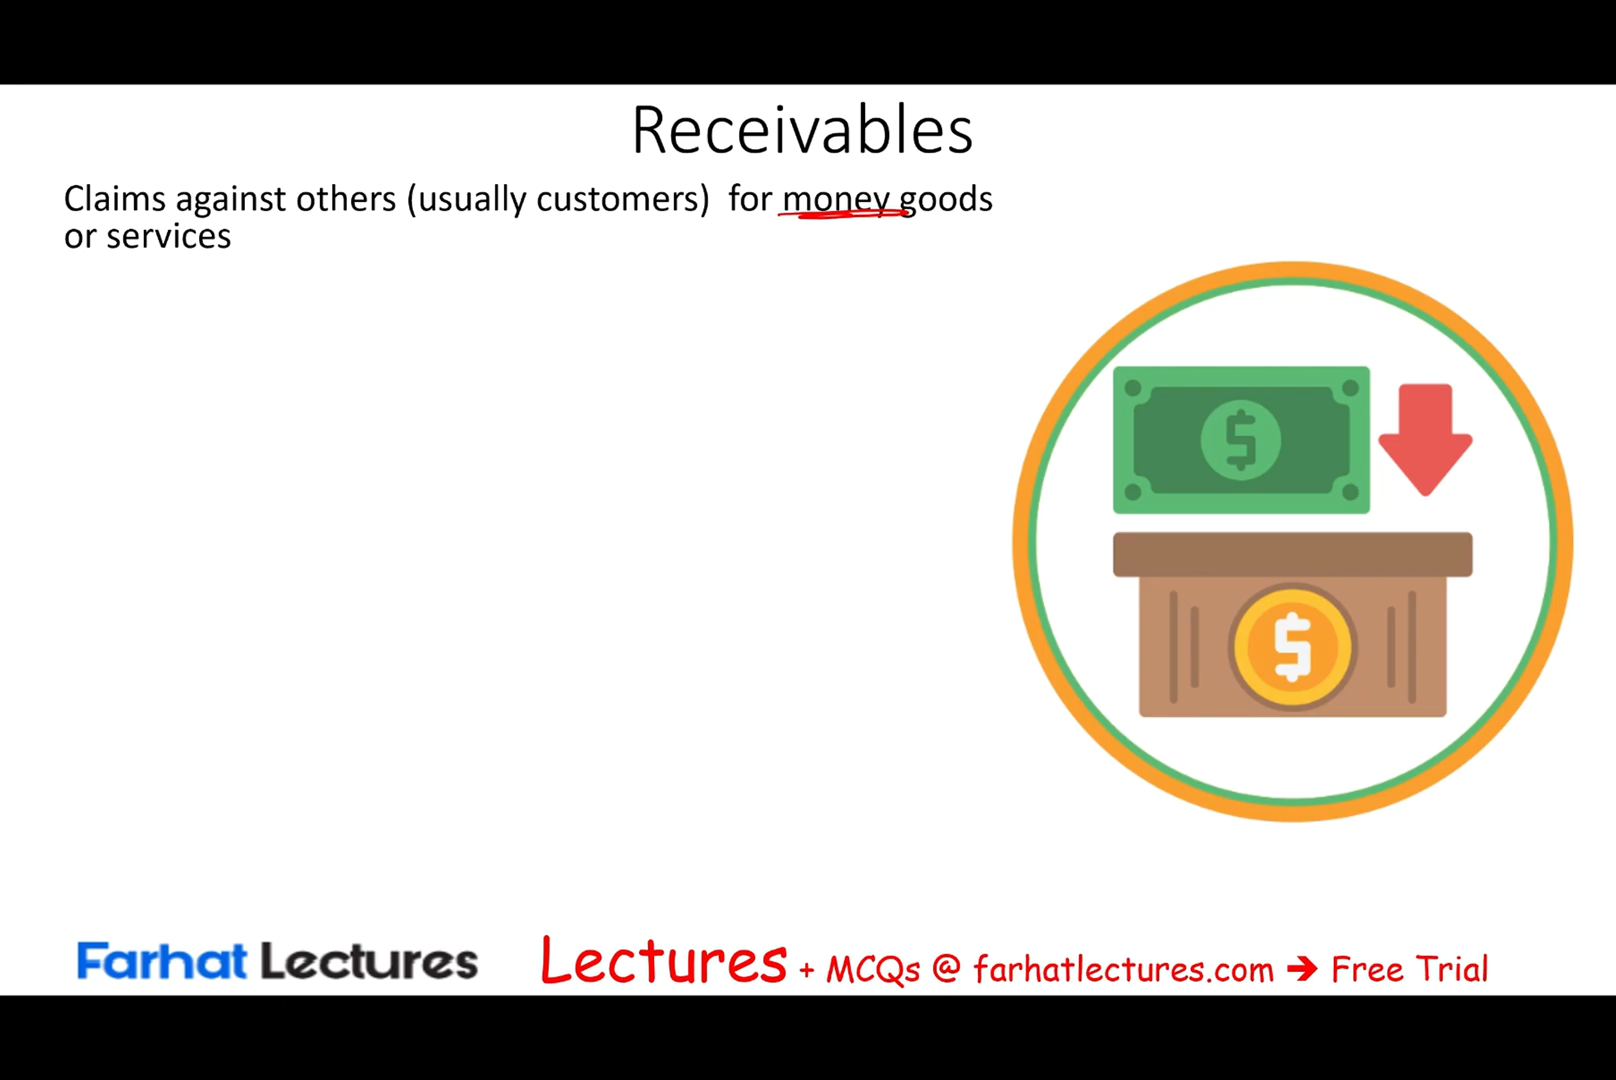 Receivables
Claims against others (usually customers)  for money goods
or services
$
$
Farhat Lectures
Lectures + MCQs @ farhatlectures.com ➔ Free Trial